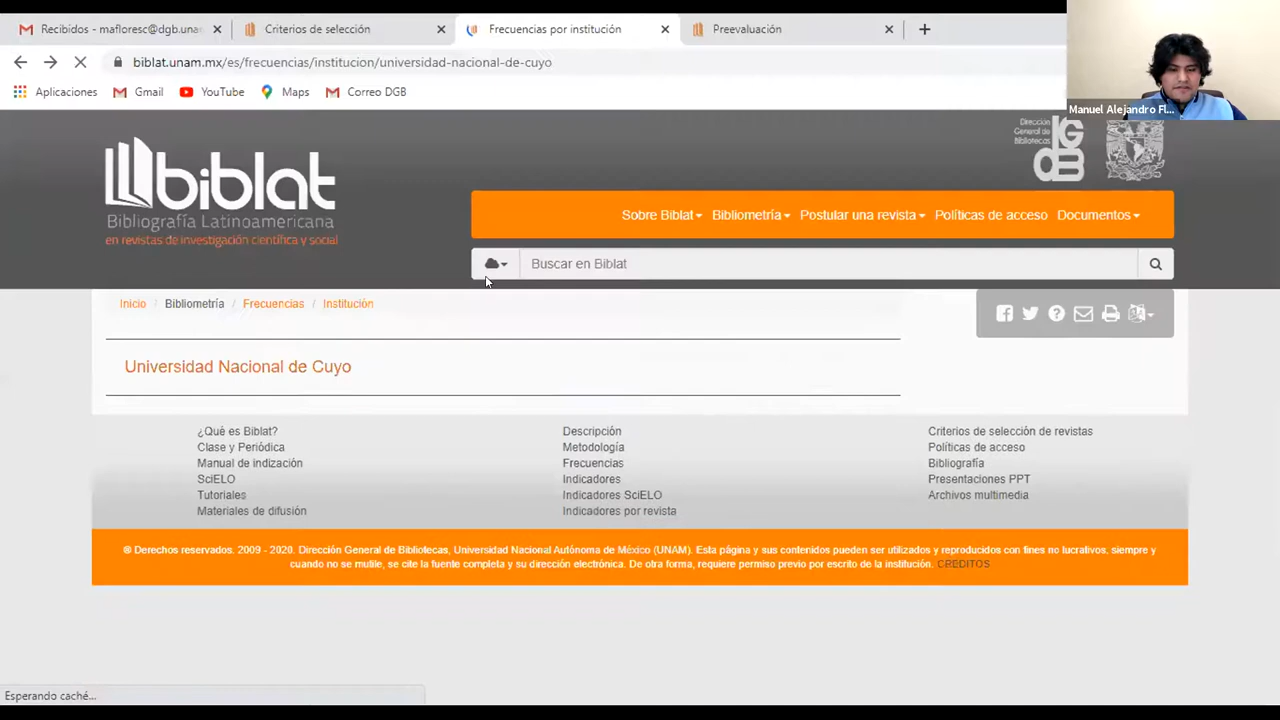 Recibidos - mafloresc@dgb.una
Criterios de selección
Frecuencias por institución
Preevaluación
biblat.unam.mx/es/frecuencias/institucion/universidad-nacional-de-cuyo
Aplicaciones
Gmail
YouTube
Maps
Correo DGB
Manuel Alejandro Fl...
biblat
Bibliografía Latinoamericana
en revistas de investigación científica y social
Dirección
General de
Bibliotecas
DGB
Sobre Biblat
Bibliometría
Postular una revista
Políticas de acceso
Documentos
Buscar en Biblat
Inicio / Bibliometría / Frecuencias / Institución
Universidad Nacional de Cuyo
¿Qué es Biblat?
Clase y Periódica
Manual de indización
SciELO
Tutoriales
Materiales de difusión
Descripción
Metodología
Frecuencias
Indicadores
Indicadores SciELO
Indicadores por revista
Criterios de selección de revistas
Políticas de acceso
Bibliografía
Presentaciones PPT
Archivos multimedia
® Derechos reservados. 2009 - 2020. Dirección General de Bibliotecas, Universidad Nacional Autónoma de México (UNAM). Esta página y sus contenidos pueden ser utilizados y reproducidos con fines no lucrativos, siempre y
cuando no se mutile, se cite la fuente completa y su dirección electrónica. De otra forma, requiere permiso previo por escrito de la institución. CRÉDITOS
Esperando caché...